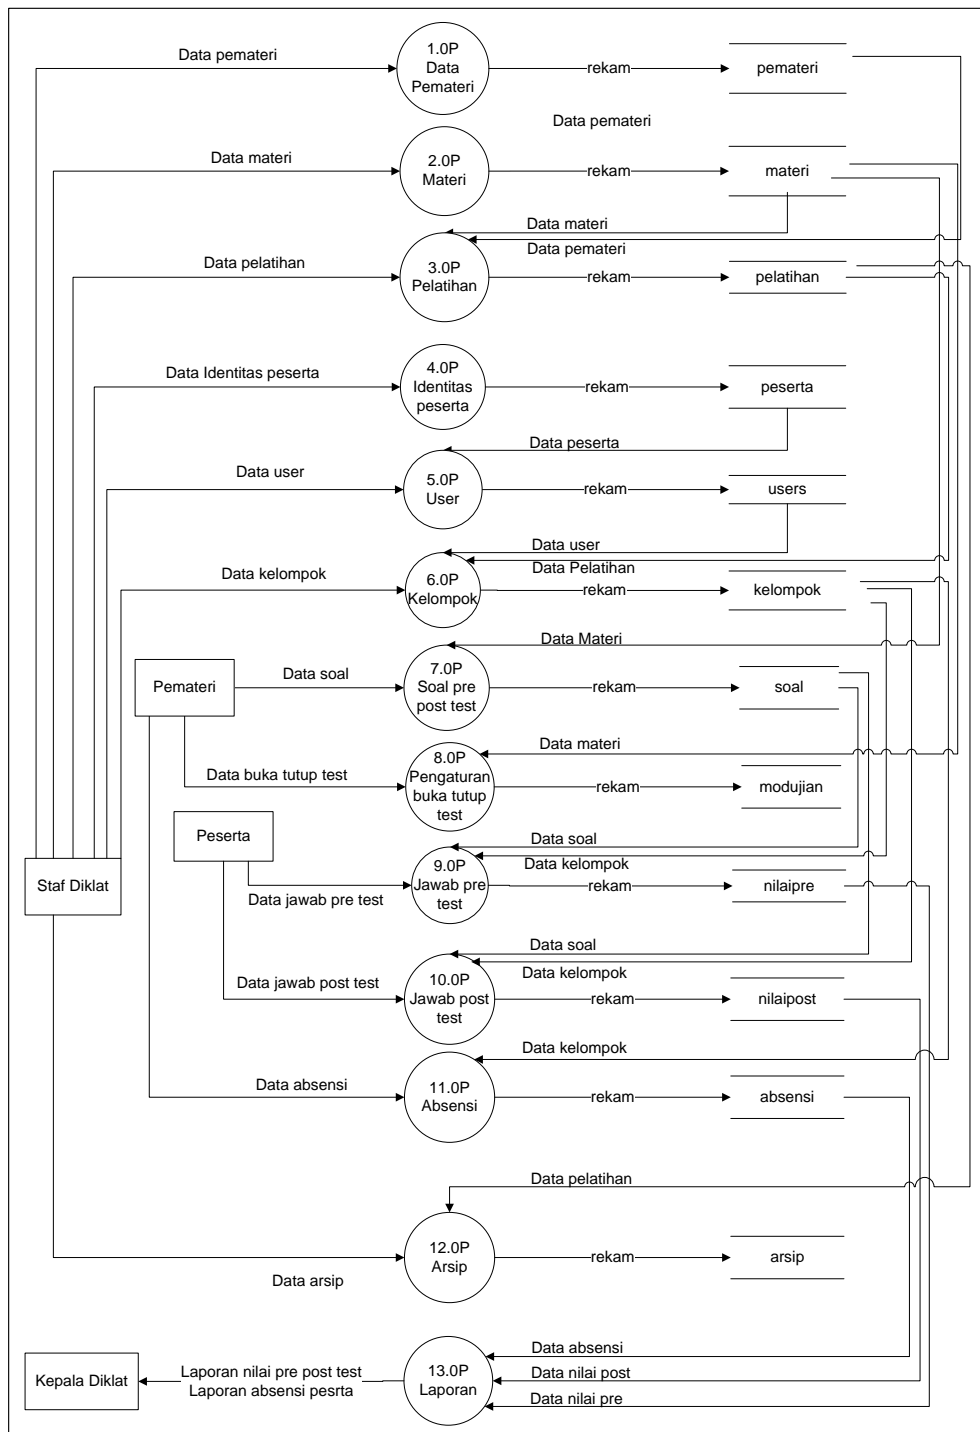 Data pemateri
1.0P
Data
Pemateri
rekam
pemateri
Data pemateri
Data materi
2.0P
Materi
rekam
materi
Data materi
Data pemateri
Data pelatihan
3.0P
Pelatihan
rekam
pelatihan
Data Identitas peserta
4.0P
Identitas
peserta
rekam
peserta
Data peserta
Data user
5.0P
User
rekam
users
Data user
Data Pelatihan
Data kelompok
6.0P
Kelompok
rekam
kelompok
Data Materi
Pemateri
Data soal
7.0P
Soal pre
post test
rekam
soal
Data materi
Data buka tutup test
8.0P
Pengaturan
buka tutup
test
rekam
modujian
Peserta
Data soal
Data kelompok
Staf Diklat
Data jawab pre test
9.0P
Jawab pre
test
rekam
nilaipre
Data soal
Data kelompok
Data jawab post test
10.0P
Jawab post
test
rekam
nilaipost
Data kelompok
Data absensi
11.0P
Absensi
rekam
absensi
Data pelatihan
12.0P
Arsip
rekam
arsip
Data arsip
Data absensi
Data nilai post
Data nilai pre
Kepala Diklat
Laporan nilai pre post test
Laporan absensi pesrta
13.0P
Laporan